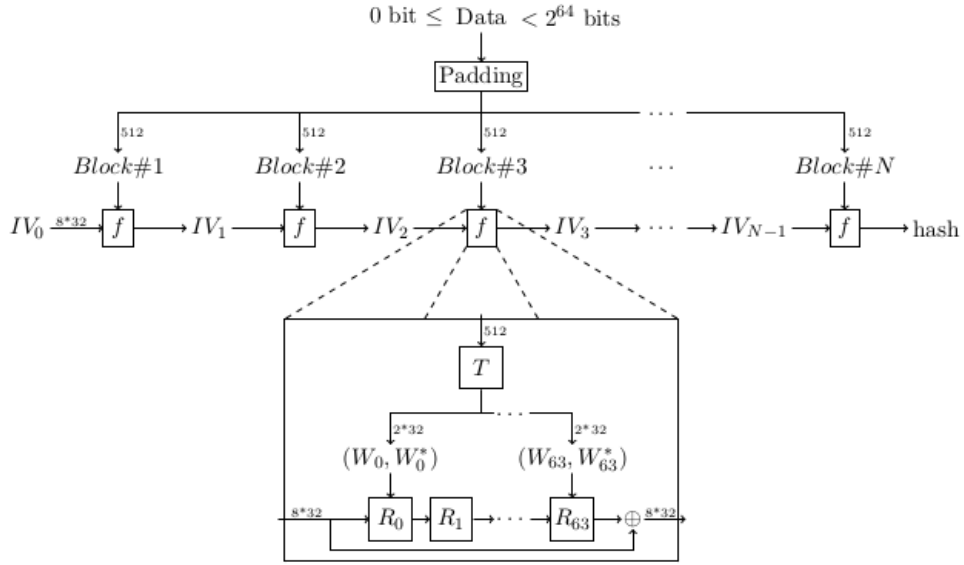 0 bit ≤ Data < 2^64 bits
Padding
512 512 512 512
Block#1 Block#2 Block#3 ... Block#N
...
IV_0 8*32 f IV_1 f IV_2 f IV_3 ... IV_{N−1} f hash
512
T
...
2*32 2*32
(W_0, W_0^*) (W_63, W_63^*)
8*32 R_0 R_1 ... R_63 ⊕ 8*32